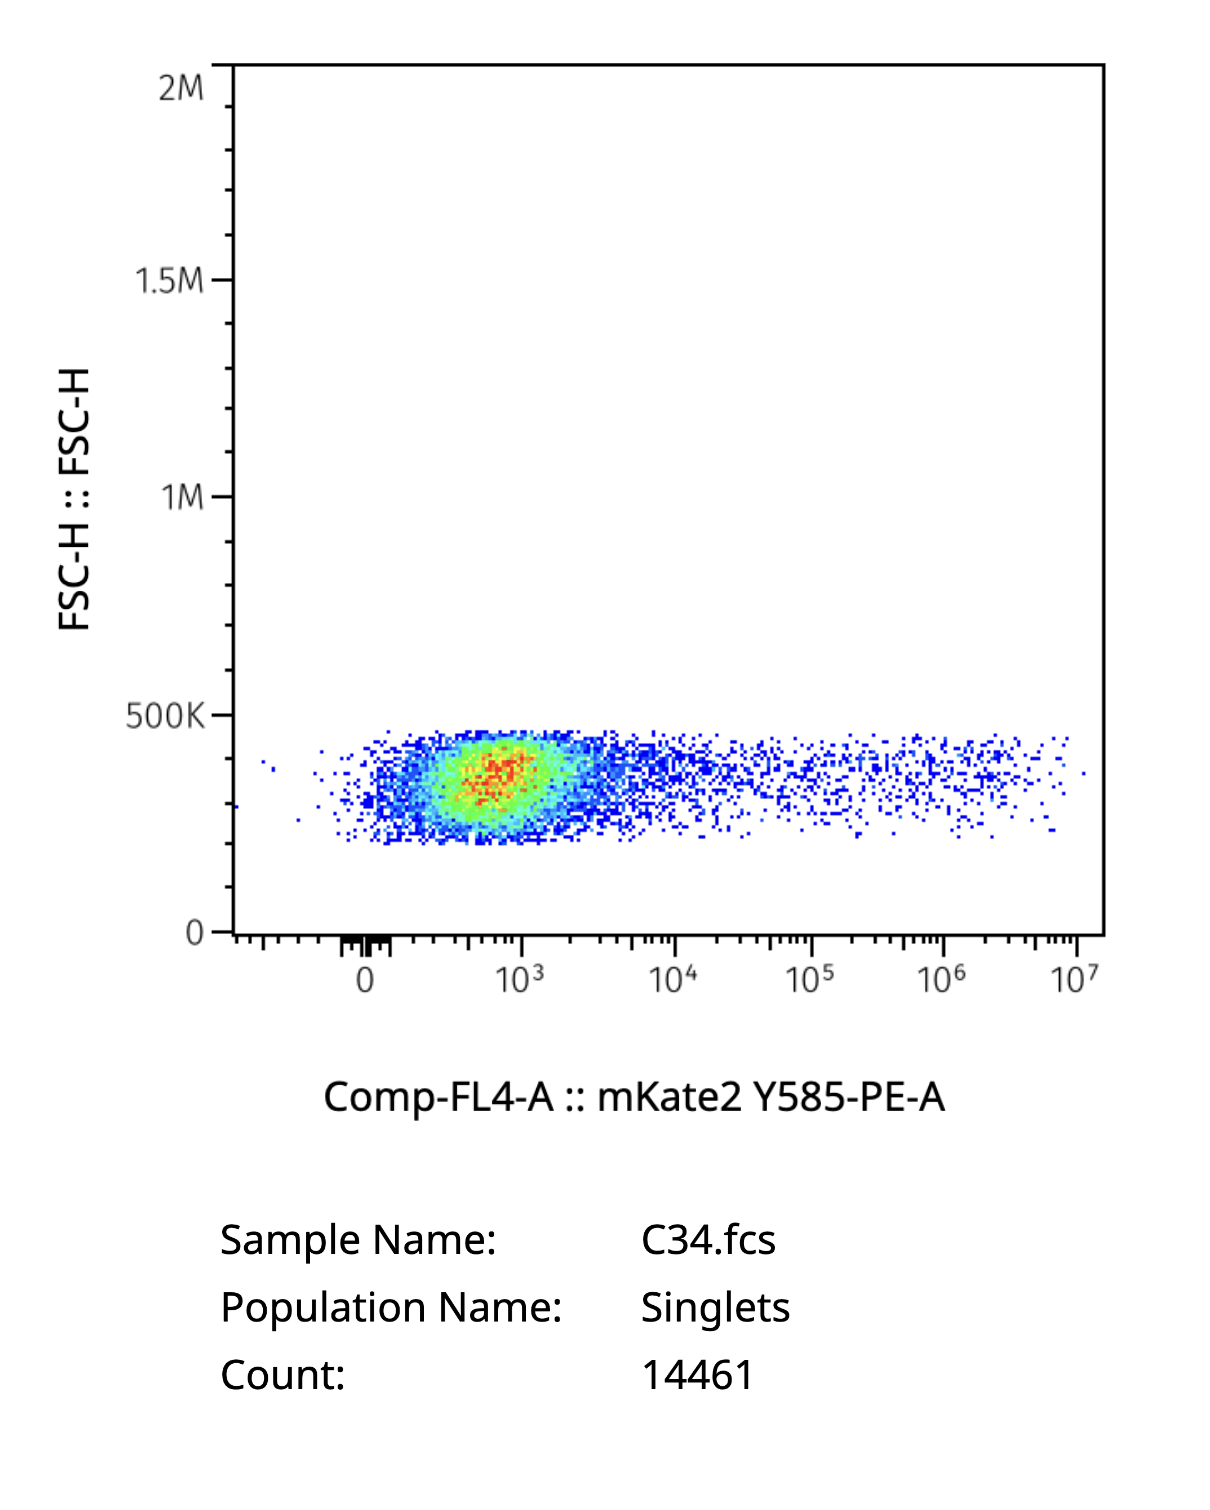 2M
1.5M
1M
500K
0
FSC-H :: FSC-H
0 10³ 10⁴ 10⁵ 10⁶ 10⁷
Comp-FL4-A :: mKate2 Y585-PE-A
Sample Name: C34.fcs
Population Name: Singlets
Count: 14461